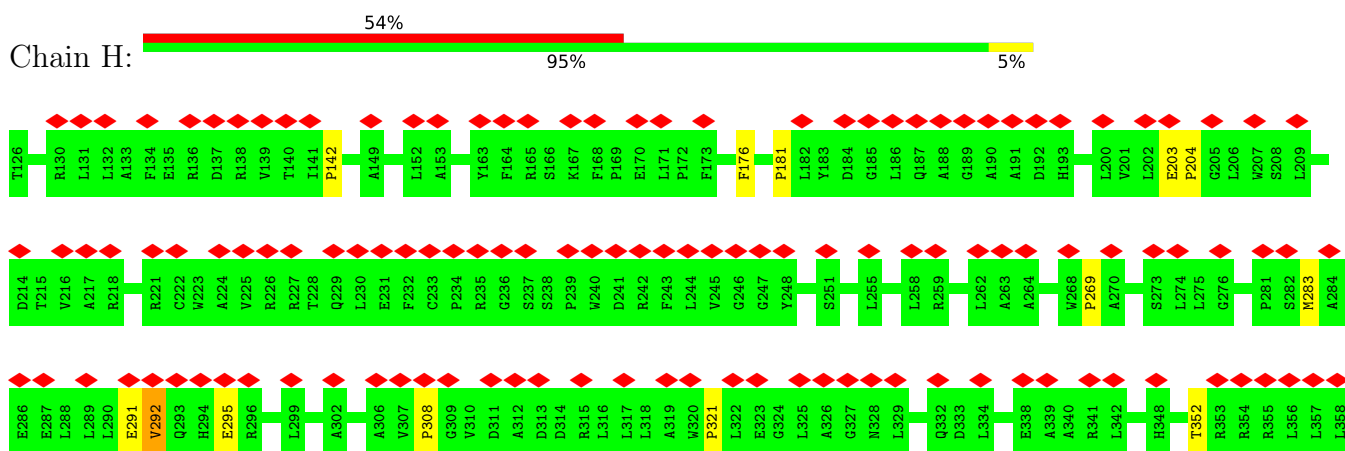 54%
Chain H:
95% 5%
T126 R130 L131 L132 A133 F134 E135 R136 D137 R138 V139 T140 I141 P142 A149 L152 A153 Y163 F164 R165 S166 K167 F168 P169 E170 L171 P172 F173 F176 P181 L182 Y183 D184 G185 L186 Q187 A188 G189 A190 A191 D192 H193 L200 V201 L202 E203 P204 G205 L206 W207 S208 L209
D214 T215 V216 A217 R218 R221 C222 W223 A224 V225 R226 R227 T228 Q229 L230 E231 F232 C233 P234 R235 G236 S237 S238 P239 W240 D241 R242 F243 L244 V245 G246 G247 Y248 S251 L255 L258 R259 L262 A263 A264 W268 P269 A270 S273 L274 L275 G276 P281 S282 M283 A284
E286 E287 L288 L289 L290 E291 V292 Q293 H294 E295 R296 L299 A302 A306 V307 P308 G309 V310 D311 A312 D313 D314 R315 L316 L317 L318 A319 W320 P321 L322 E323 G324 L325 A326 G327 N328 L329 Q332 D333 L334 E338 A339 A340 R341 L342 H348 T352 R353 R354 R355 L356 L357 L358